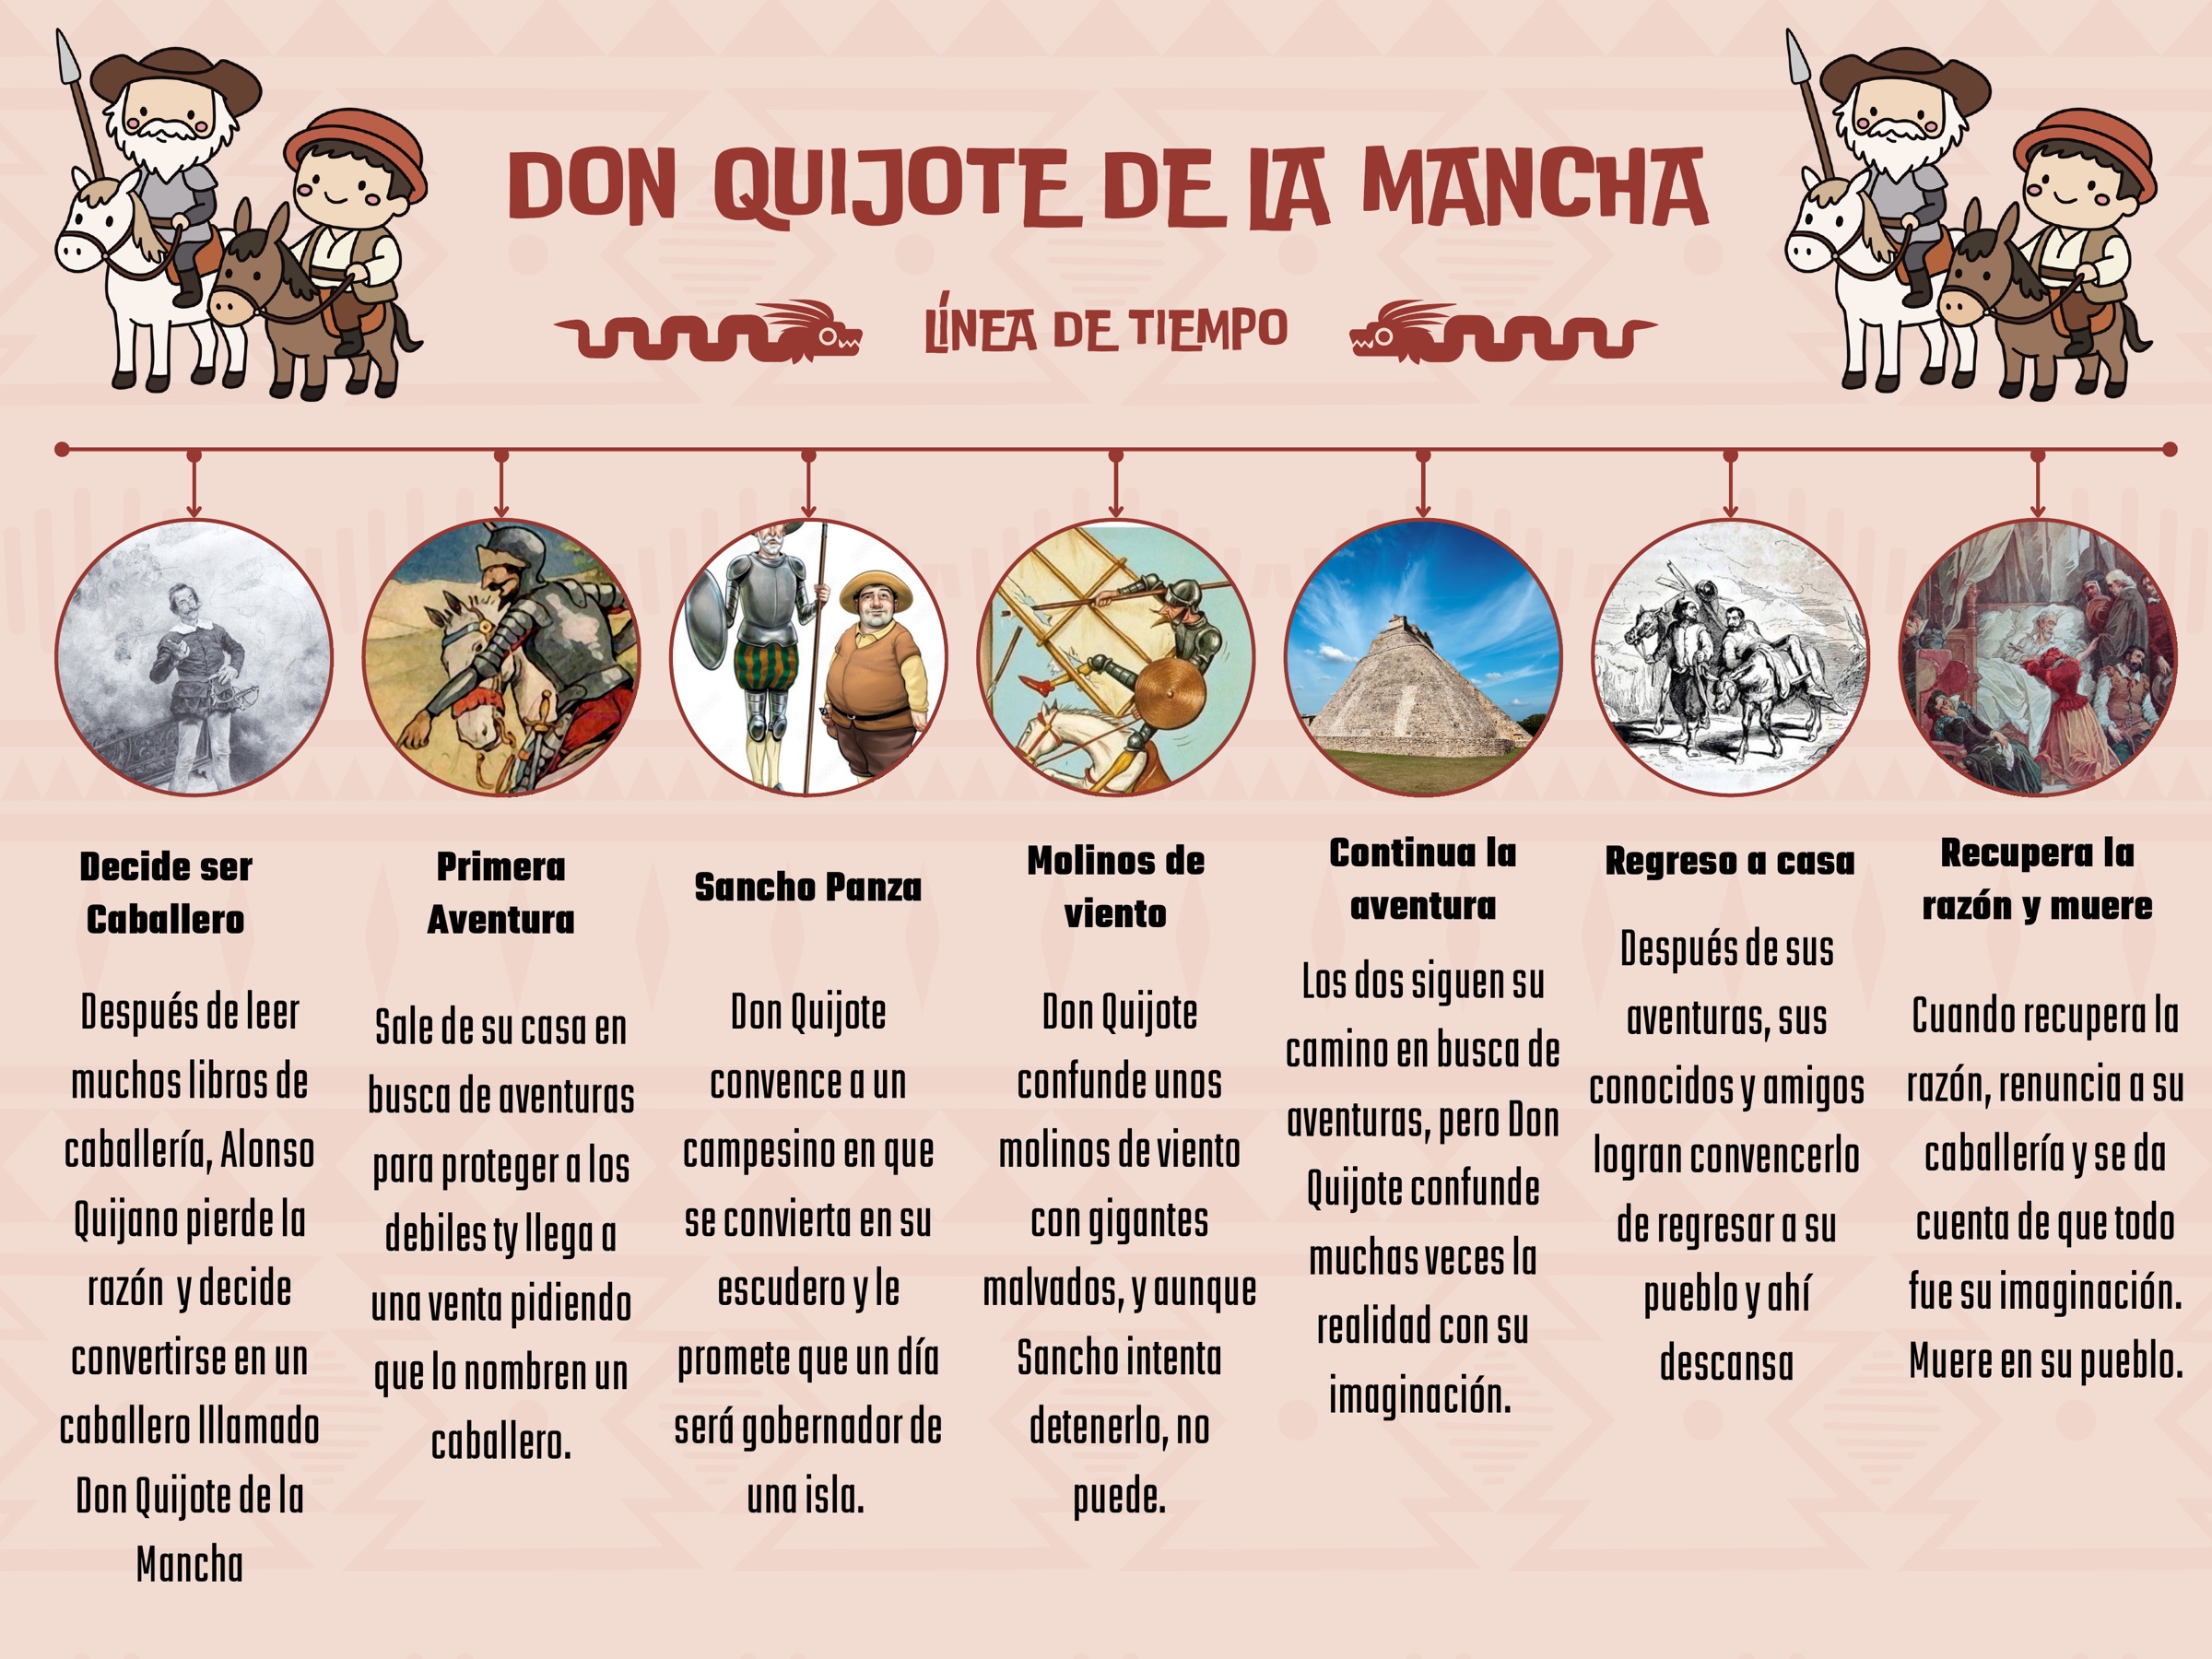 DON QUIJOTE DE LA MANCHA
LÍNEA DE TIEMPO
Decide ser
Caballero
Después de leer
muchos libros de
caballería, Alonso
Quijano pierde la
razón y decide
convertirse en un
caballero lllamado
Don Quijote de la
Mancha
Primera
Aventura
Sale de su casa en
busca de aventuras
para proteger a los
debiles ty llega a
una venta pidiendo
que lo nombren un
caballero.
Sancho Panza
Don Quijote
convence a un
campesino en que
se convierta en su
escudero y le
promete que un día
será gobernador de
una isla.
Molinos de
viento
Don Quijote
confunde unos
molinos de viento
con gigantes
malvados, y aunque
Sancho intenta
detenerlo, no
puede.
Continua la
aventura
Los dos siguen su
camino en busca de
aventuras, pero Don
Quijote confunde
muchas veces la
realidad con su
imaginación.
Regreso a casa
Después de sus
aventuras, sus
conocidos y amigos
logran convencerlo
de regresar a su
pueblo y ahí
descansa
Recupera la
razón y muere
Cuando recupera la
razón, renuncia a su
caballería y se da
cuenta de que todo
fue su imaginación.
Muere en su pueblo.